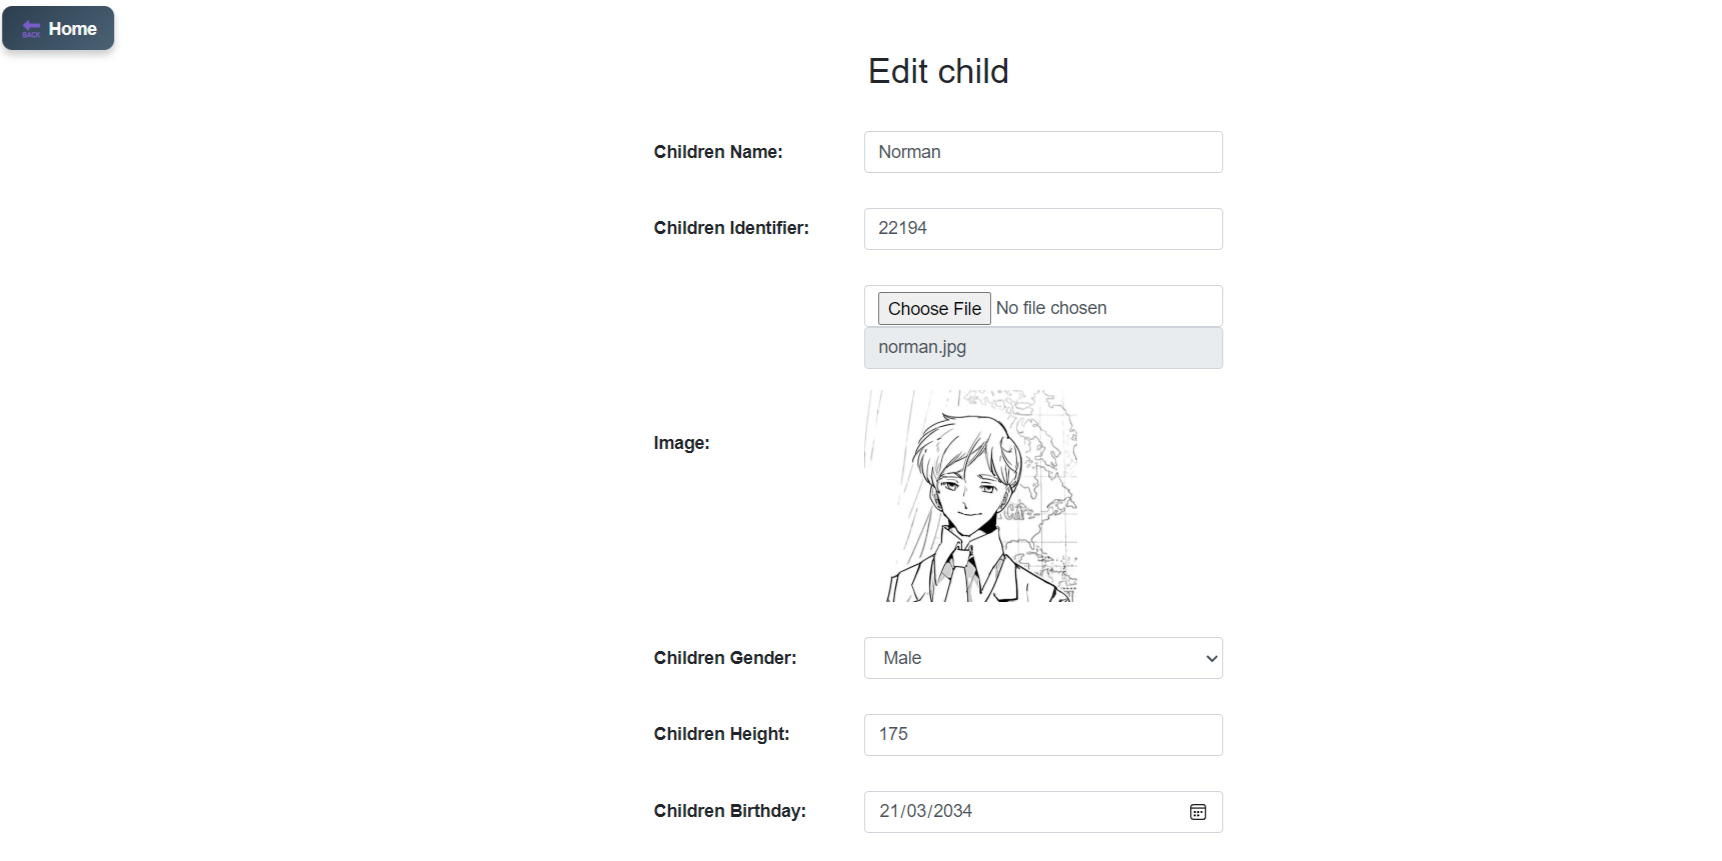 BACK Home
Edit child
Children Name: Norman
Children Identifier: 22194
Choose File No file chosen
norman.jpg
Image:
Children Gender: Male
Children Height: 175
Children Birthday: 21/03/2034